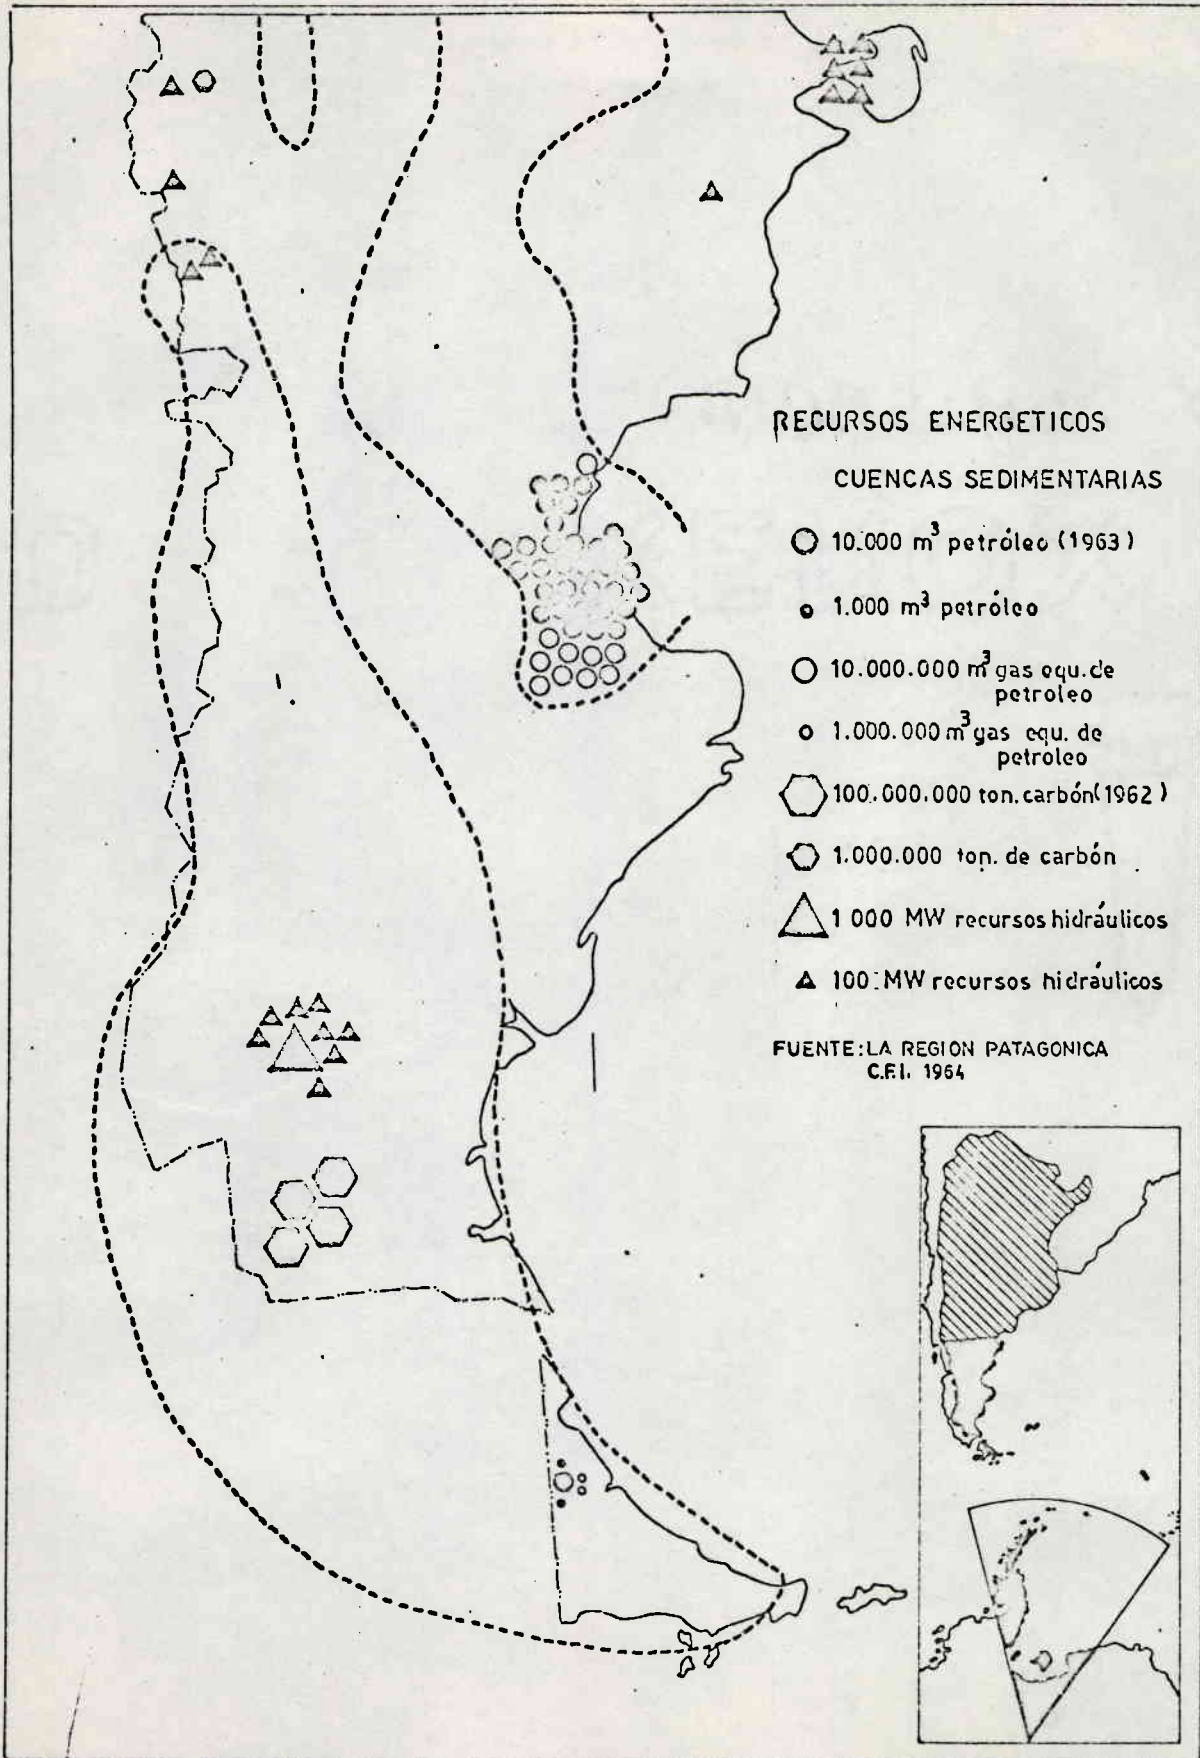 RECURSOS ENERGETICOS
CUENCAS SEDIMENTARIAS
10.000 m³ petróleo (1963)
1.000 m³ petróleo
10.000.000 m³ gas equ. de
petroleo
1.000.000 m³ gas equ. de
petróleo
100.000.000 ton. carbón (1962)
1.000.000 ton. de carbón
1 000 MW recursos hidráulicos
100 MW recursos hidráulicos
FUENTE: LA REGION PATAGONICA
C.F.I. 1964